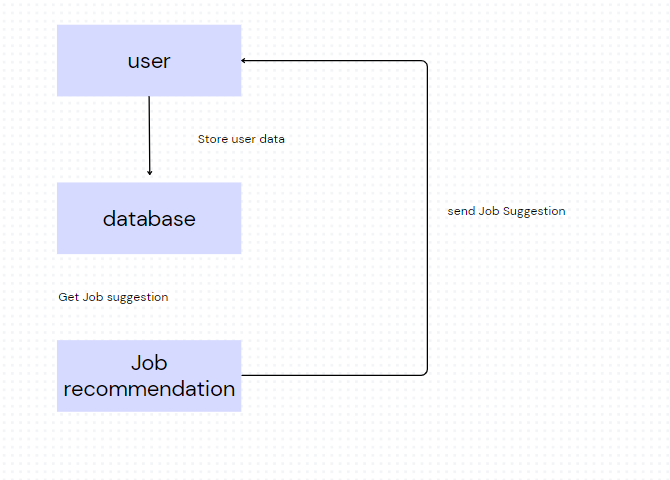 user
Store user data
database
send Job Suggestion
Get Job suggestion
Job
recommendation